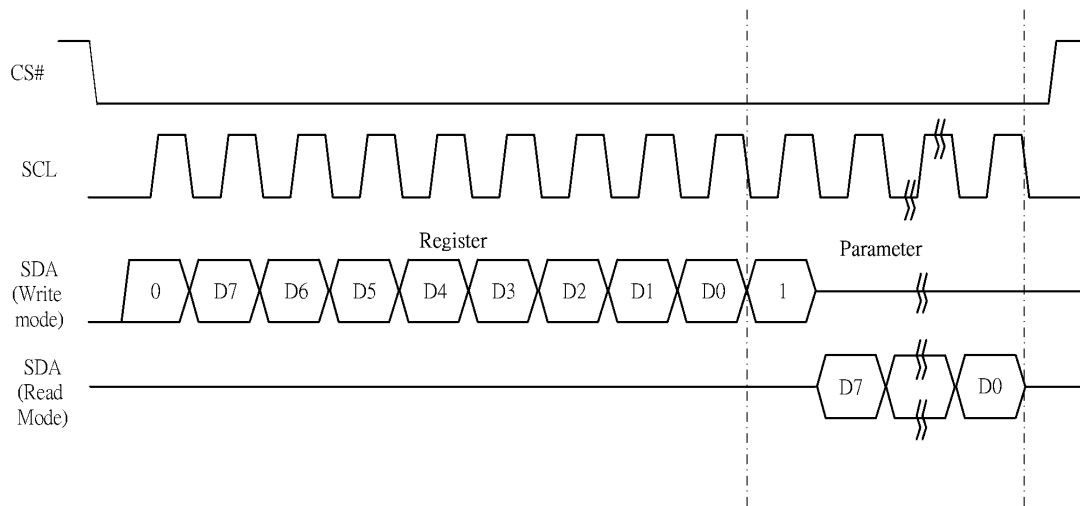 CS#
SCL
Register
Parameter
SDA
(Write
mode)
0 D7 D6 D5 D4 D3 D2 D1 D0 1
SDA
(Read
Mode)
D7 D0